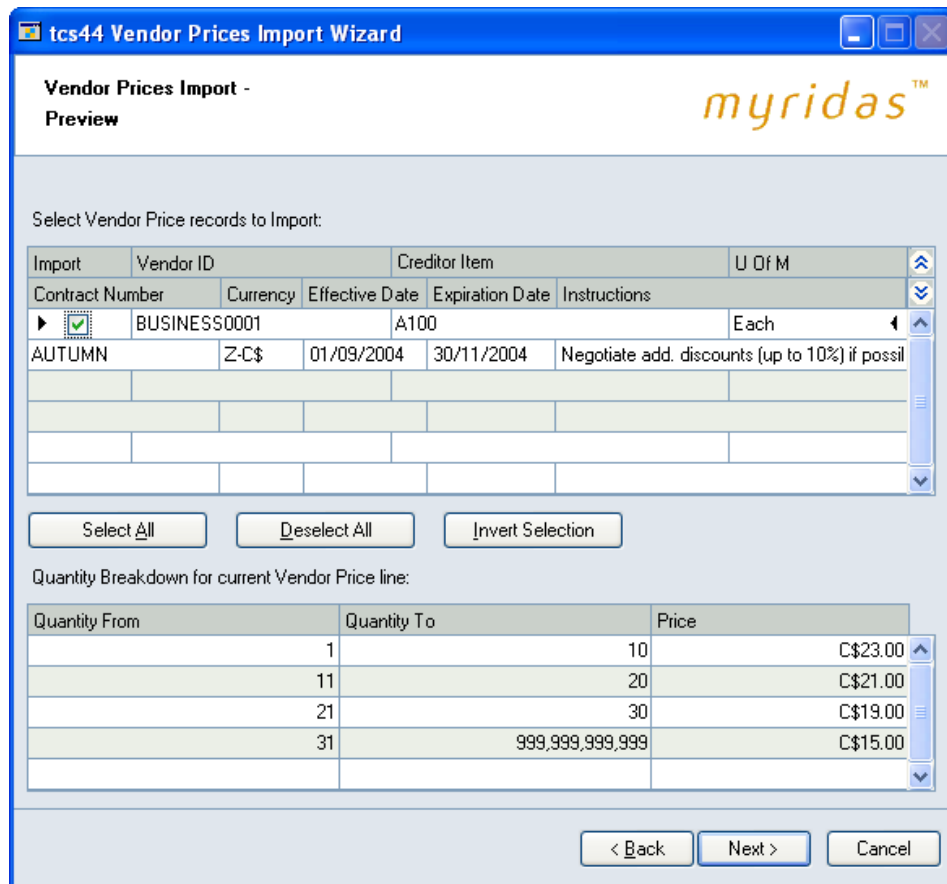 tcs44 Vendor Prices Import Wizard
Vendor Prices Import -
Preview
myridas™
Select Vendor Price records to Import:
Import Vendor ID Creditor Item U Of M
Contract Number Currency Effective Date Expiration Date Instructions
BUSINESS0001 A100 Each
AUTUMN Z-C$ 01/09/2004 30/11/2004 Negotiate add. discounts (up to 10%) if possil
Select All Deselect All Invert Selection
Quantity Breakdown for current Vendor Price line:
Quantity From Quantity To Price
1 10 C$23.00
11 20 C$21.00
21 30 C$19.00
31 999,999,999,999 C$15.00
< Back Next > Cancel